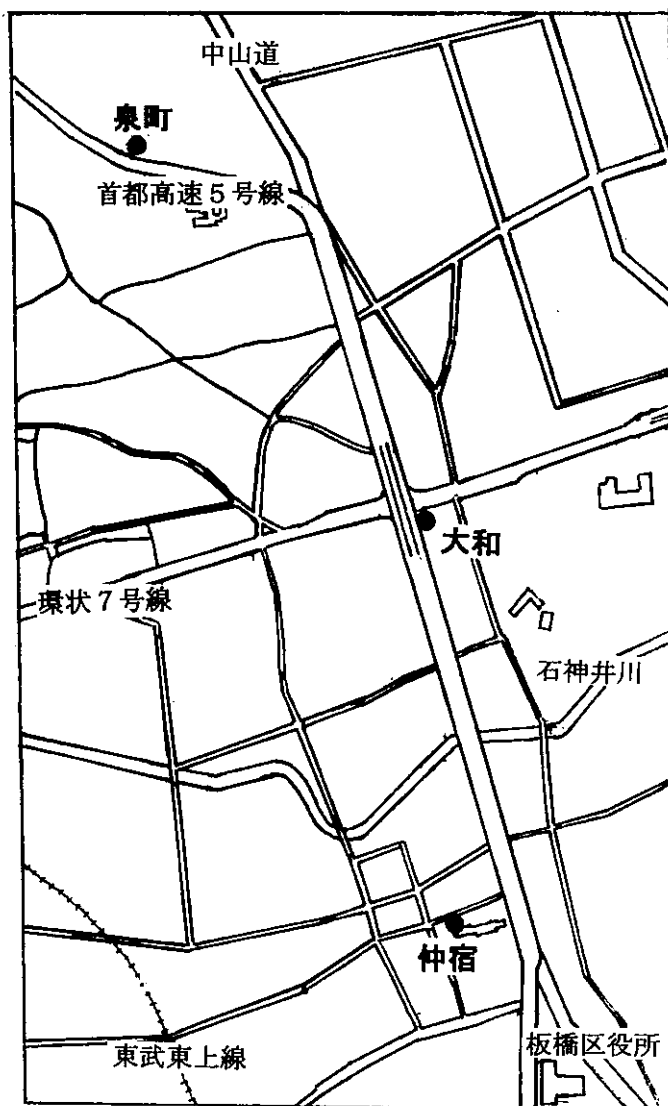 中山道
泉町
首都高速5号線
大和
環状7号線
石神井川
仲宿
板橋区役所
東武東上線